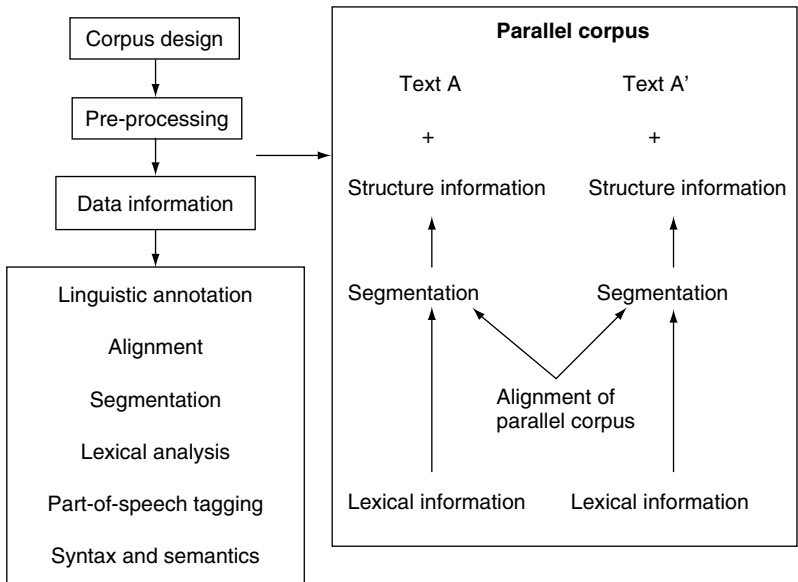 Corpus design
Pre-processing
Data information
Linguistic annotation
Alignment
Segmentation
Lexical analysis
Part-of-speech tagging
Syntax and semantics
Parallel corpus
Text A Text A’
+ +
Structure information Structure information
Segmentation Segmentation
Alignment of
parallel corpus
Lexical information Lexical information